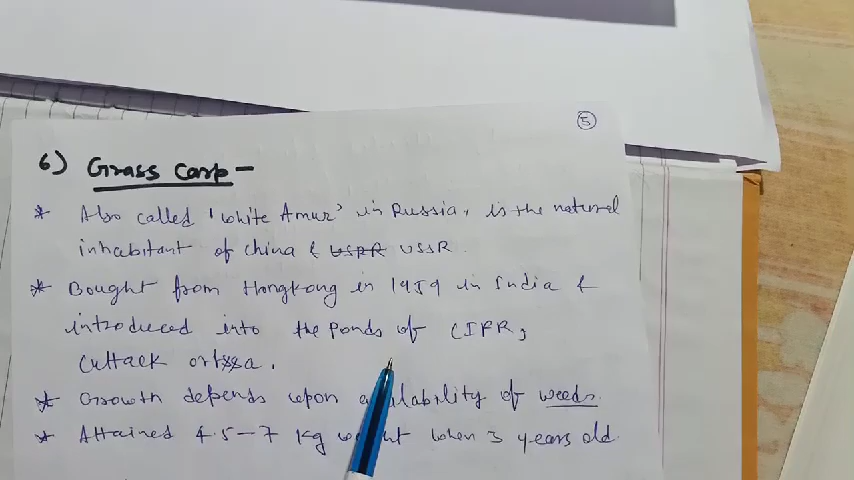 5
6) Grass Carp -
* Also called 'white Amur' in Russia, is the natural
inhabitant of China & USPR USSR
* Bought from Hongkong in 1959 in India &
introduced into the Ponds of CIFR,
Cuttack orissa.
* Growth depends upon availability of weeds.
* Attained 4.5-7 Kg weight when 3 years old.